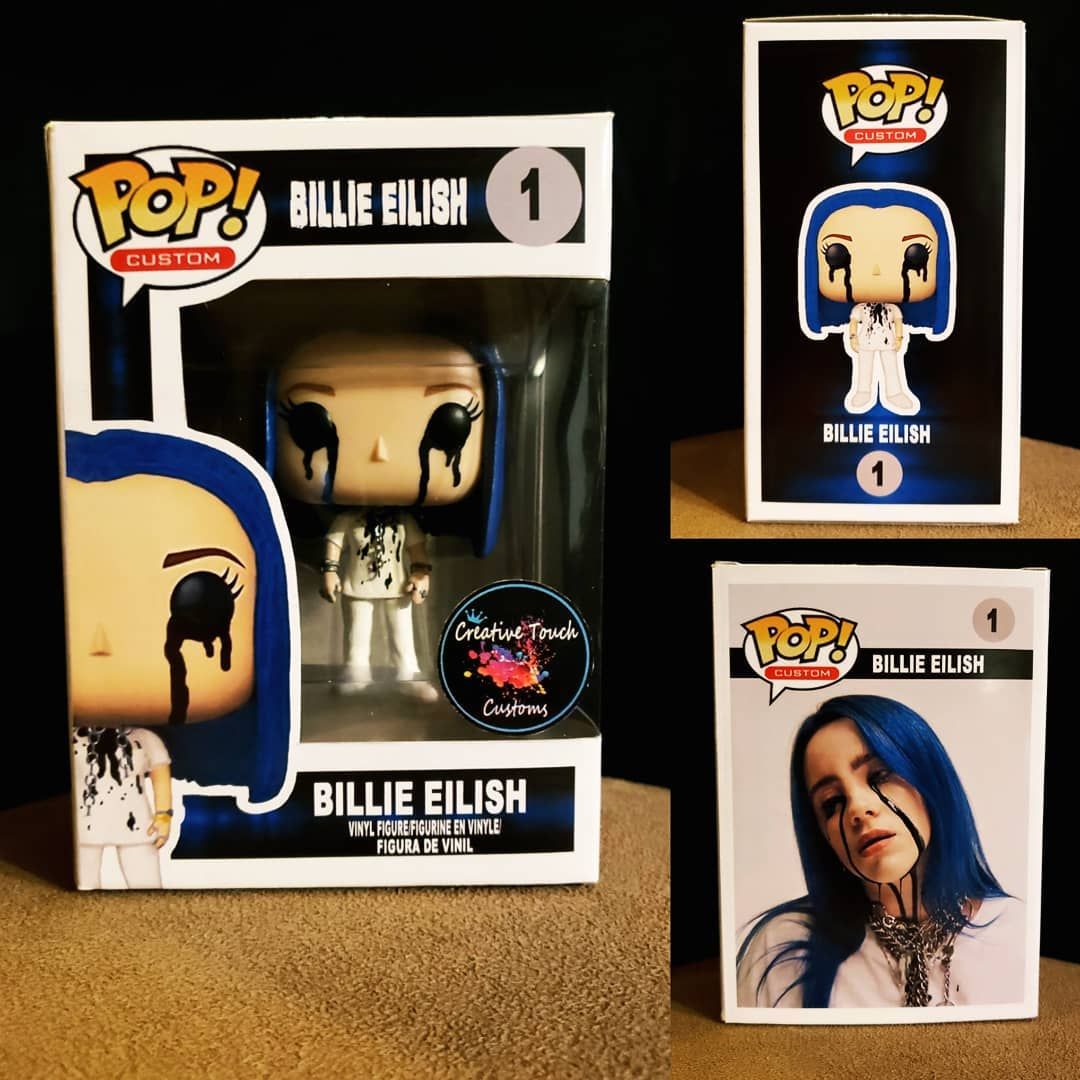 POP!
CUSTOM
BILLIE EILISH
1
Creative Touch
Customs
BILLIE EILISH
VINYL FIGURE/FIGURINE EN VINYLE/
FIGURA DE VINIL
POP!
CUSTOM
BILLIE EILISH
1
POP!
CUSTOM
BILLIE EILISH
1